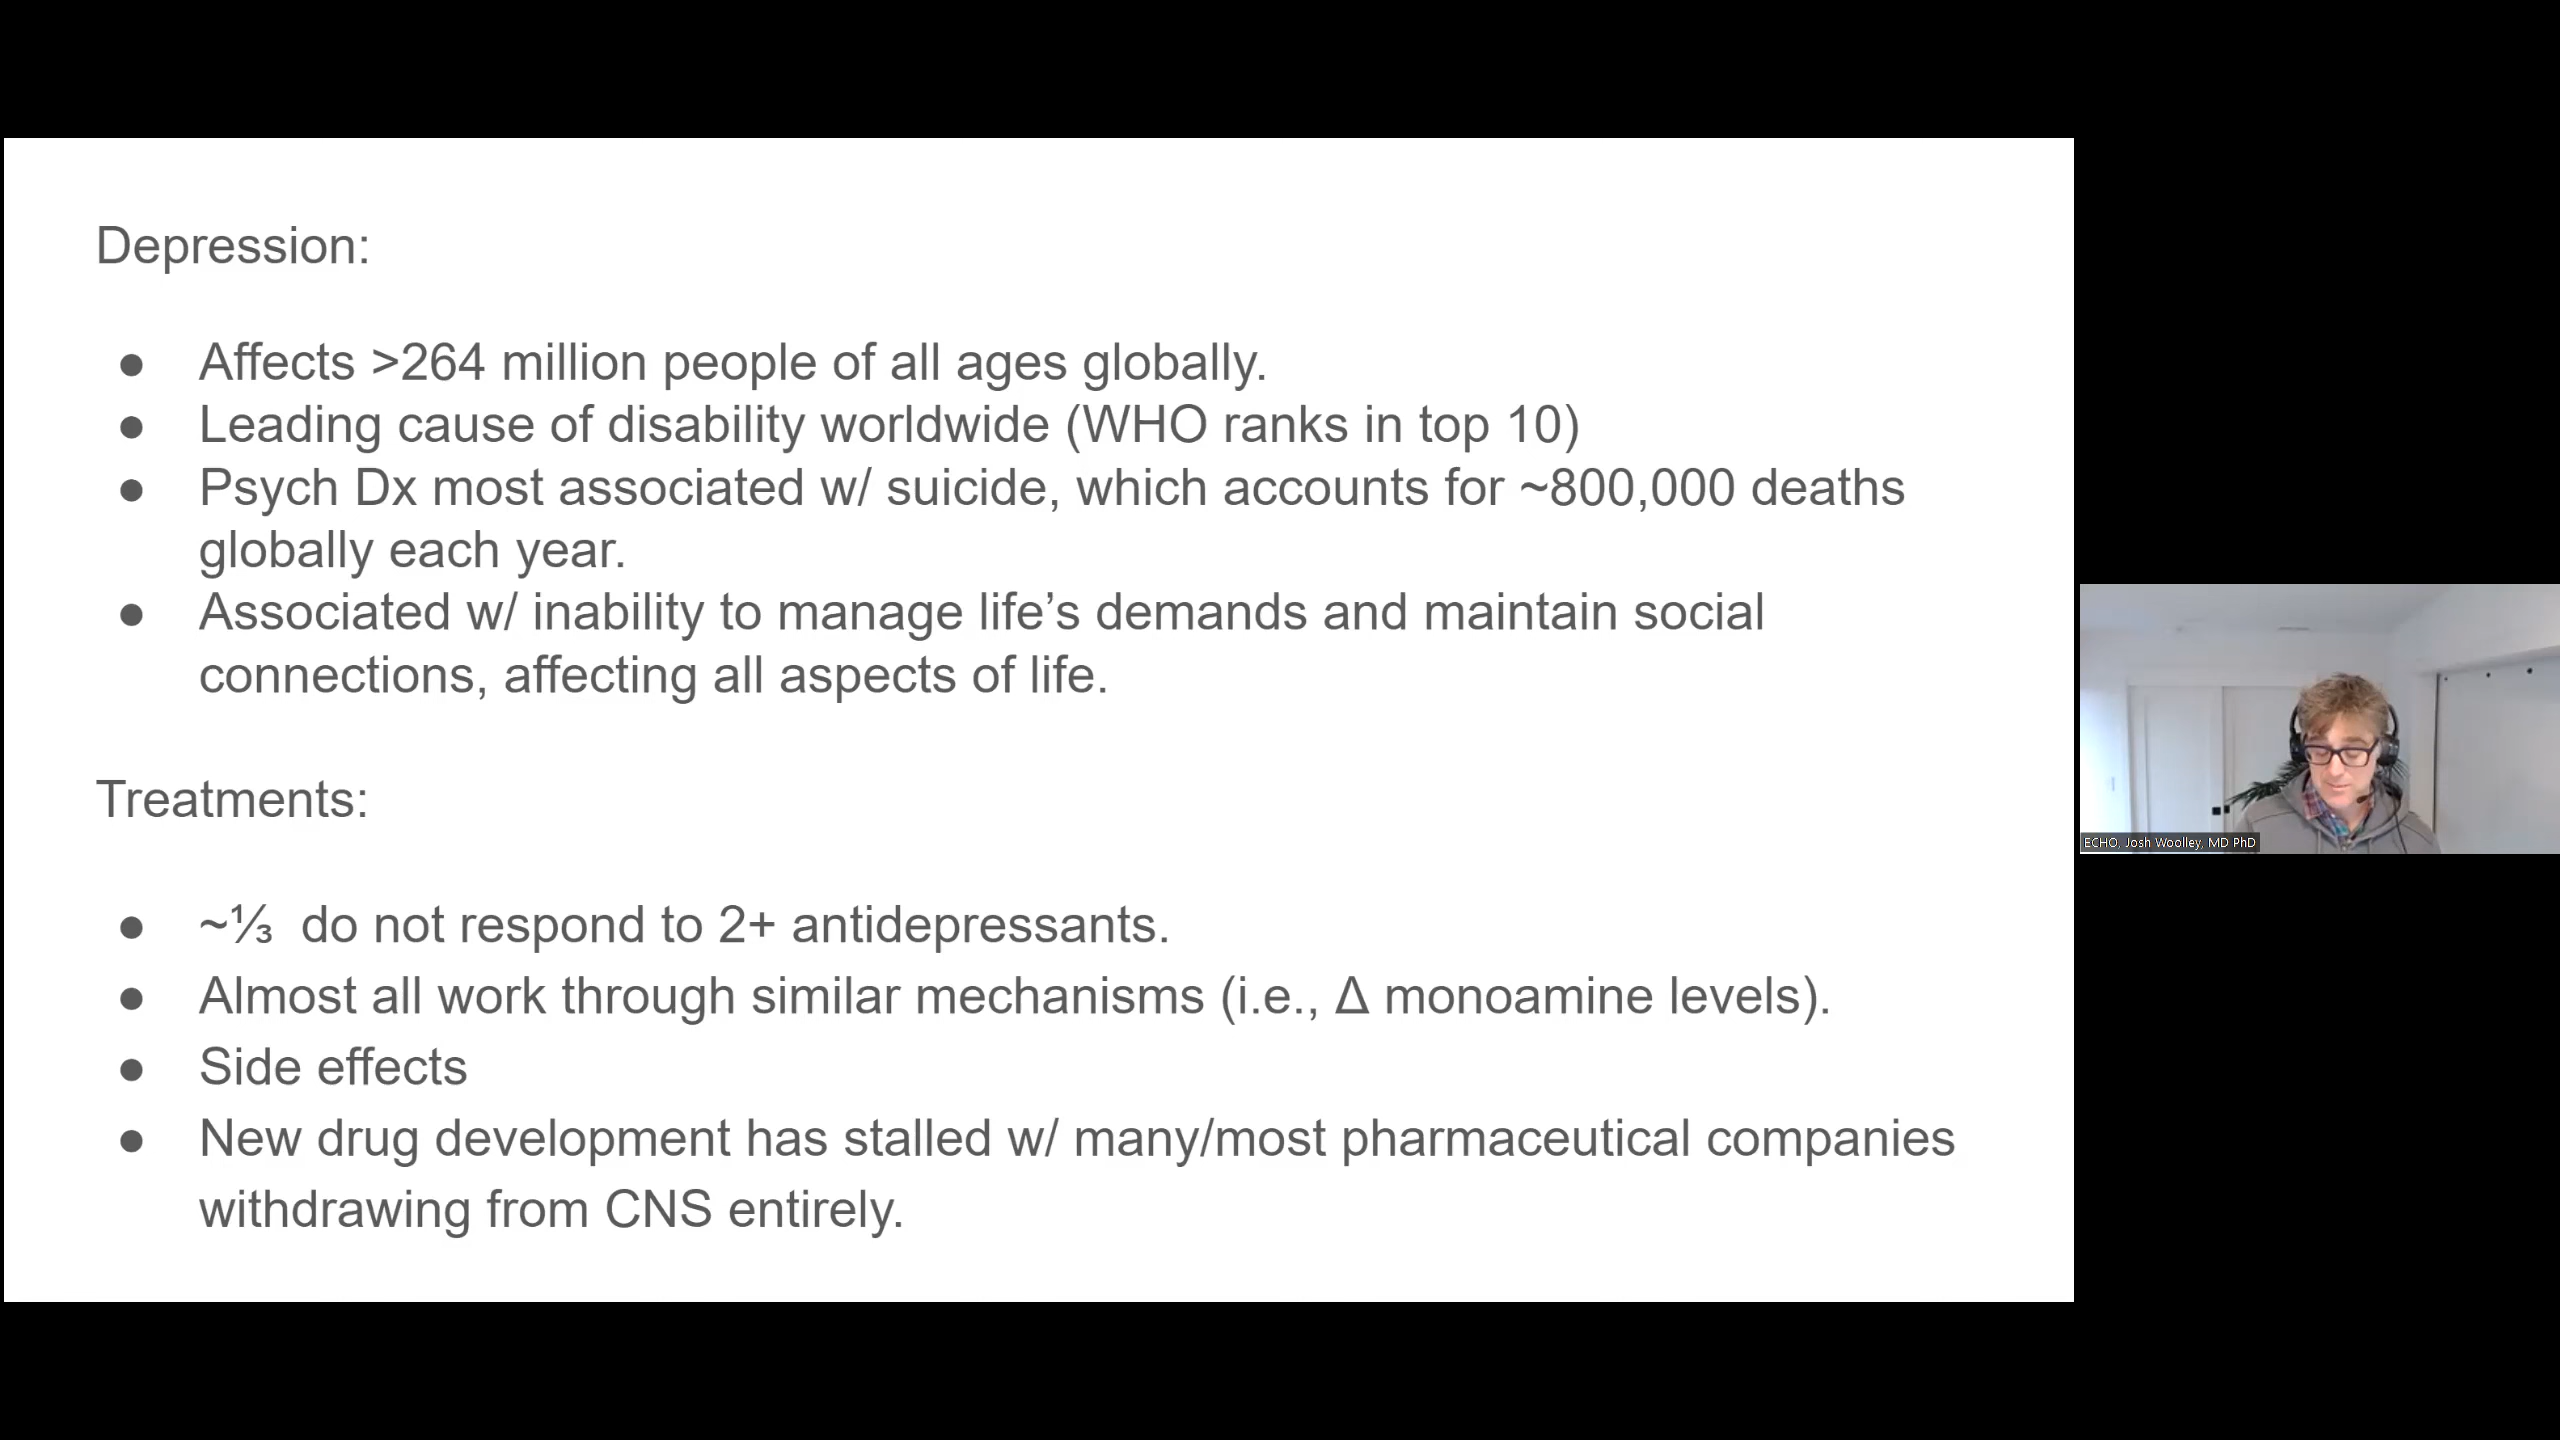 Depression:
● Affects >264 million people of all ages globally.
● Leading cause of disability worldwide (WHO ranks in top 10)
● Psych Dx most associated w/ suicide, which accounts for ~800,000 deaths
globally each year.
● Associated w/ inability to manage life’s demands and maintain social
connections, affecting all aspects of life.
Treatments:
● ~⅓ do not respond to 2+ antidepressants.
● Almost all work through similar mechanisms (i.e., Δ monoamine levels).
● Side effects
● New drug development has stalled w/ many/most pharmaceutical companies
withdrawing from CNS entirely.
ECHO, Josh Woolley, MD PhD